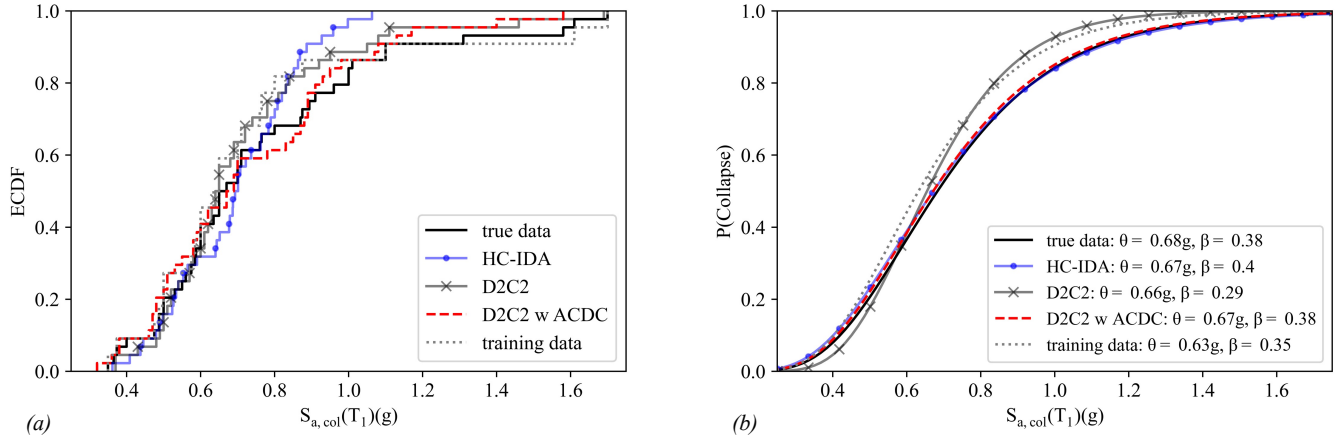 1.0
0.8
0.6
0.4
0.2
0.0
ECDF
0.4 0.6 0.8 1.0 1.2 1.4 1.6
Sa, col(T1)(g)
true data
HC-IDA
D2C2
D2C2 w ACDC
training data
(a)
1.0
0.8
0.6
0.4
0.2
0.0
P(Collapse)
0.4 0.6 0.8 1.0 1.2 1.4 1.6
Sa, col(T1)(g)
true data: θ = 0.68g, β = 0.38
HC-IDA: θ = 0.67g, β = 0.4
D2C2: θ = 0.66g, β = 0.29
D2C2 w ACDC: θ = 0.67g, β = 0.38
training data: θ = 0.63g, β = 0.35
(b)